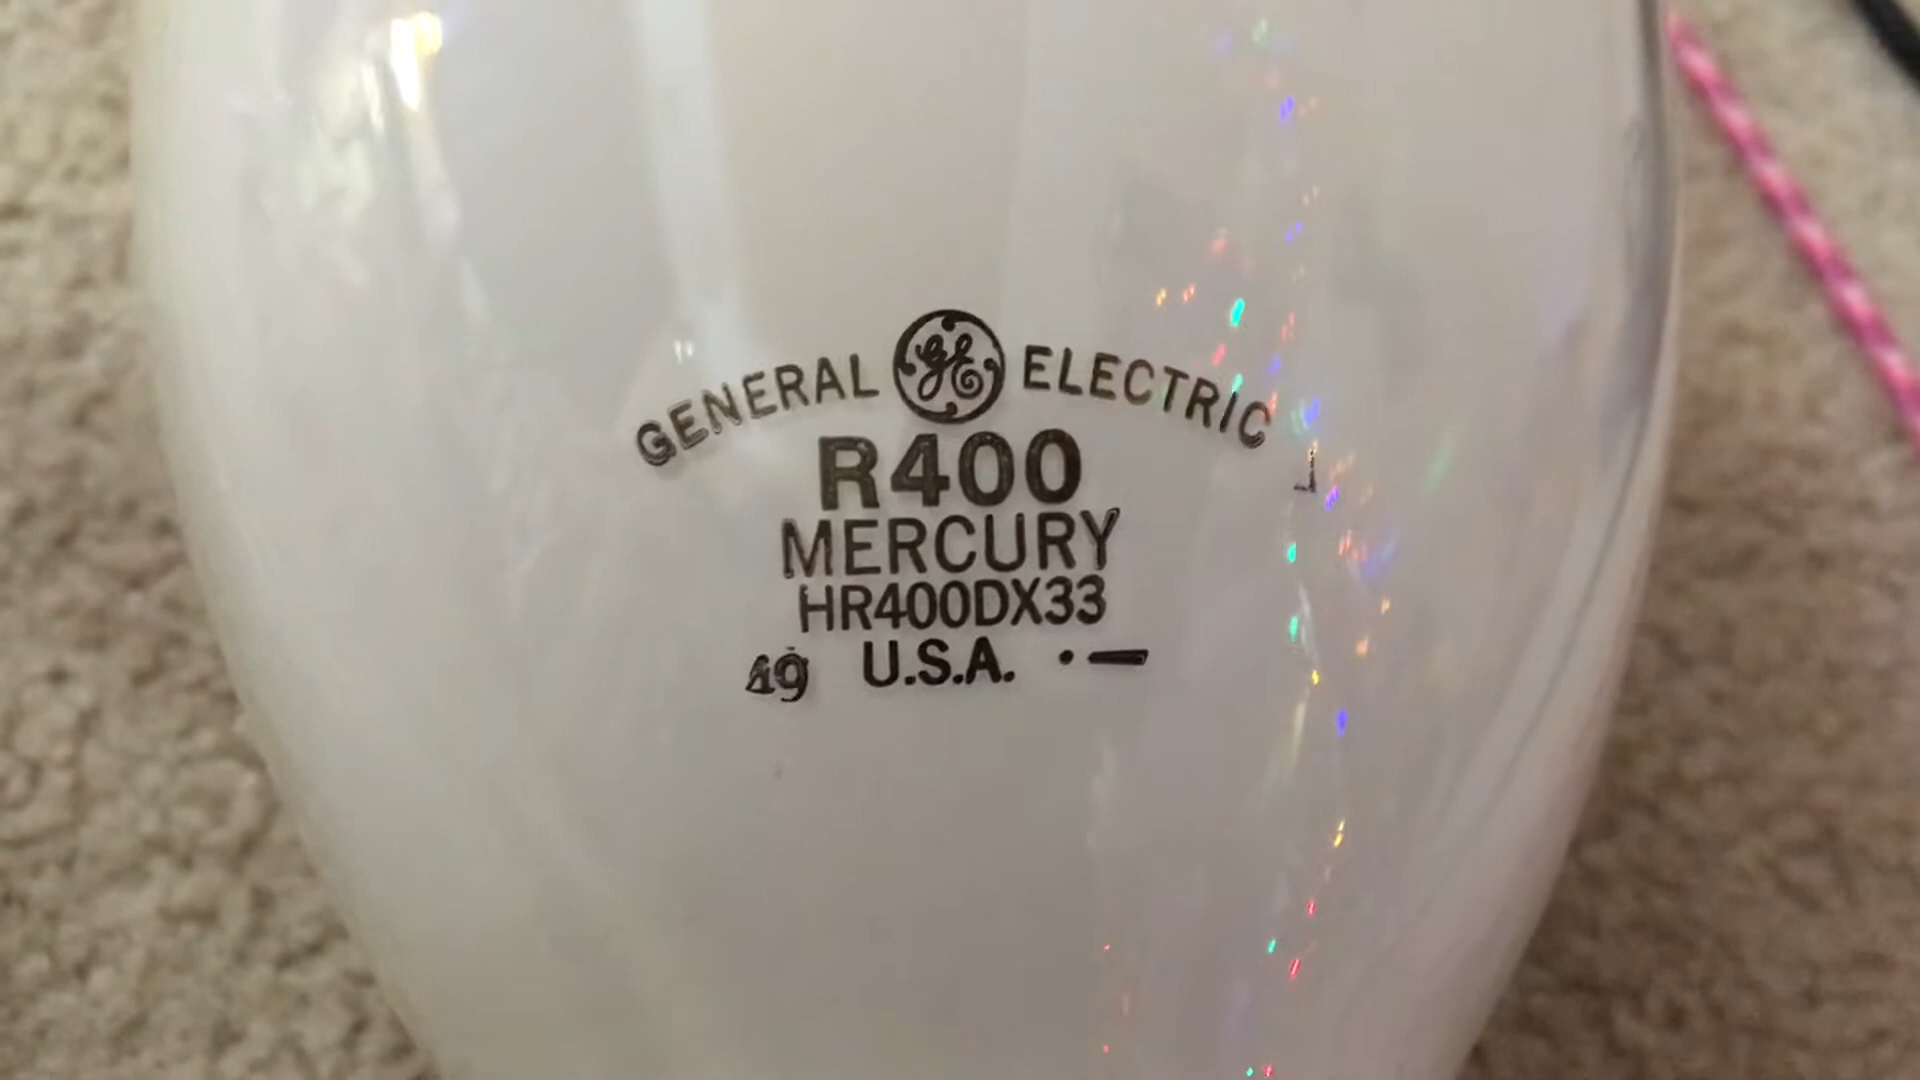 GENERAL GE ELECTRIC
R400
MERCURY
HR400DX33
49 U.S.A. ·—